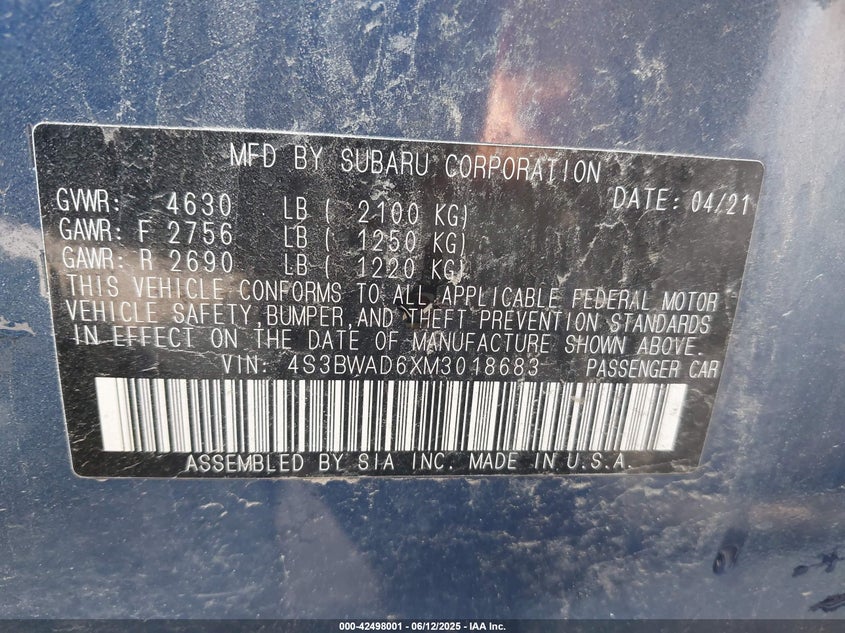 MFD BY SUBARU CORPORATION
DATE: 04/21
GVWR: 4630 LB ( 2100 KG)
GAWR: F 2756 LB ( 1250 KG)
GAWR: R 2690 LB ( 1220 KG)
THIS VEHICLE CONFORMS TO ALL APPLICABLE FEDERAL MOTOR
VEHICLE SAFETY, BUMPER, AND THEFT PREVENTION STANDARDS
IN EFFECT ON THE DATE OF MANUFACTURE SHOWN ABOVE.
VIN: 4S3BWAD6XM3018683 PASSENGER CAR
ASSEMBLED BY SIA INC. MADE IN U.S.A.
000-42498001 - 06/12/2025 - IAA Inc.